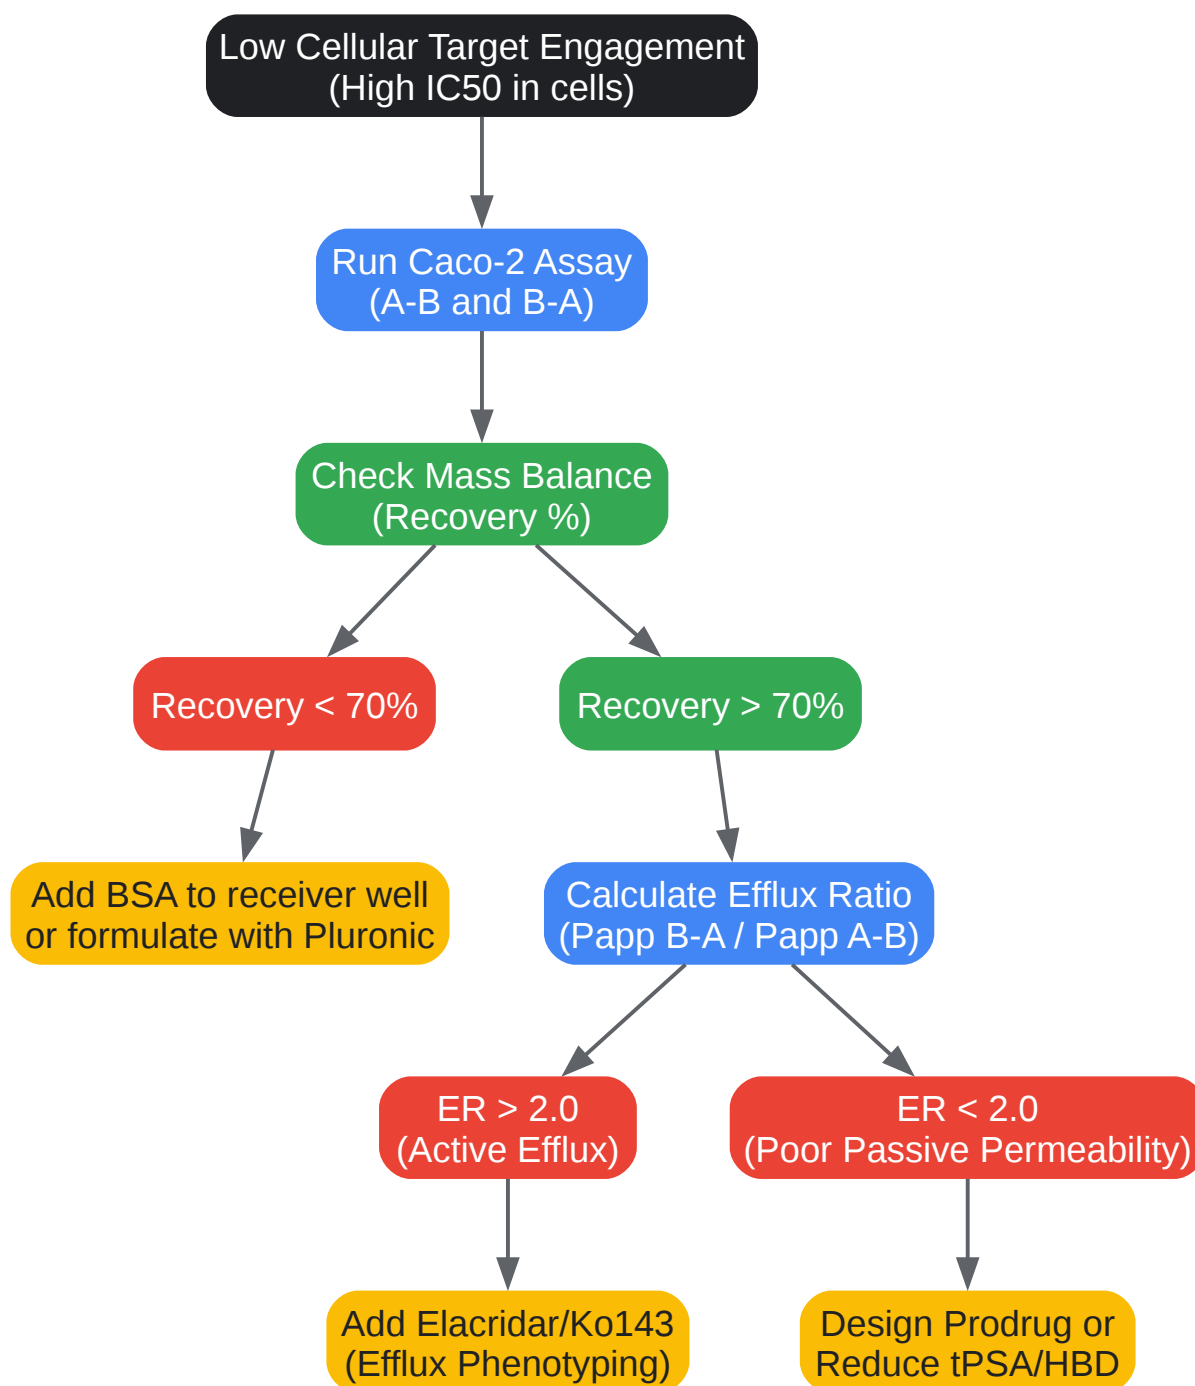 Low Cellular Target Engagement
(High IC50 in cells)
Run Caco-2 Assay
(A-B and B-A)
Check Mass Balance
(Recovery %)
Recovery < 70%
Recovery > 70%
Add BSA to receiver well
or formulate with Pluronic
Calculate Efflux Ratio
(Papp B-A / Papp A-B)
ER > 2.0
(Active Efflux)
ER < 2.0
(Poor Passive Permeability)
Add Elacridar/Ko143
(Efflux Phenotyping)
Design Prodrug or
Reduce tPSA/HBD